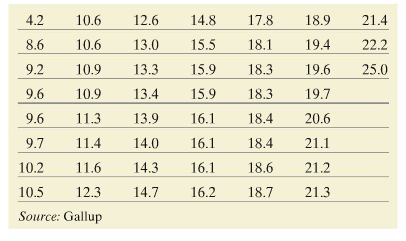 4.2 10.6 12.6 14.8 17.8 18.9 21.4
8.6 10.6 13.0 15.5 18.1 19.4 22.2
9.2 10.9 13.3 15.9 18.3 19.6 25.0
9.6 10.9 13.4 15.9 18.3 19.7
9.6 11.3 13.9 16.1 18.4 20.6
9.7 11.4 14.0 16.1 18.4 21.1
10.2 11.6 14.3 16.1 18.6 21.2
10.5 12.3 14.7 16.2 18.7 21.3
Source: Gallup